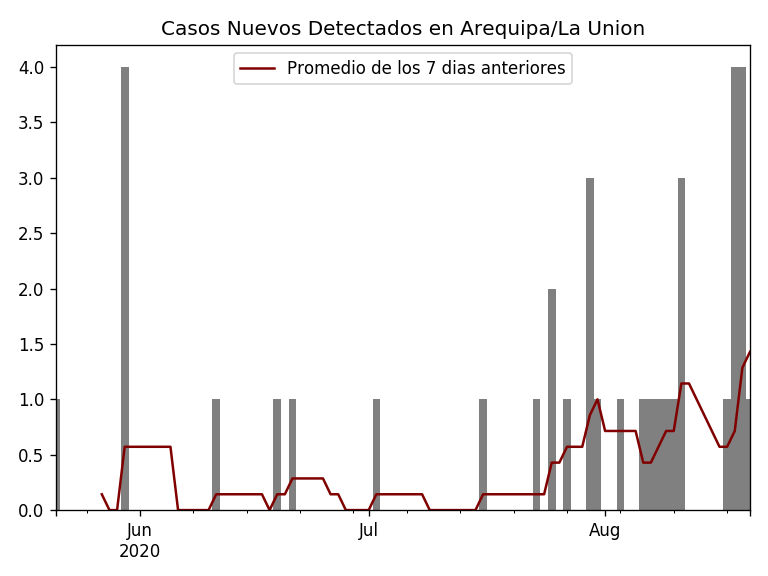 Casos Nuevos Detectados en Arequipa/La Union
Promedio de los 7 dias anteriores
4.0
3.5
3.0
2.5
2.0
1.5
1.0
0.5
0.0
Jun
2020
Jul
Aug